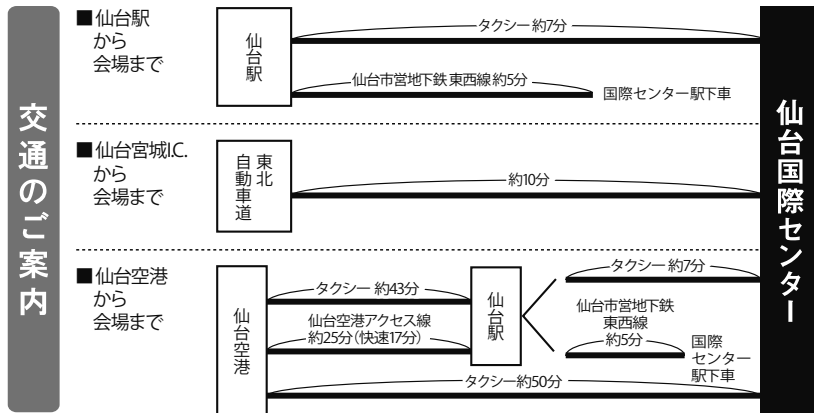 交通のご案内
■仙台駅
から
会場まで
仙台駅
タクシー 約7分
仙台市営地下鉄 東西線 約5分
国際センター駅下車
■仙台宮城I.C.
から
会場まで
東北
自動車道
約10分
■仙台空港
から
会場まで
仙台空港
タクシー 約43分
仙台空港アクセス線
約25分(快速17分)
仙台駅
タクシー 約7分
仙台市営地下鉄
東西線
約5分
国際
センター
駅下車
タクシー約50分
仙台国際センター